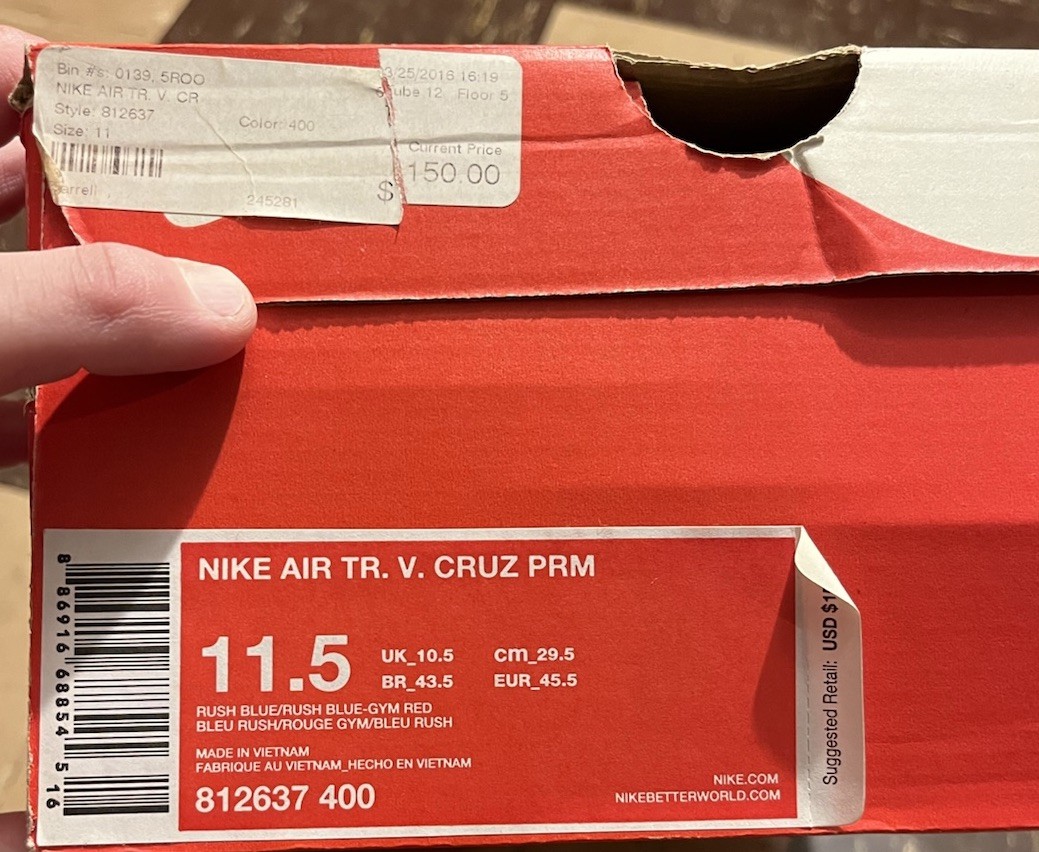 Bin #'s: 0139, 5ROO
NIKE AIR TR. V. CR
Style: 812637
Color: 400
Size: 11
245281
$
3/25/2016 16:19
ube 12 Floor 5
Current Price
150.00
8 86916 68854 5 16
NIKE AIR TR. V. CRUZ PRM
11.5
UK_10.5 cm_29.5
BR_43.5 EUR_45.5
RUSH BLUE/RUSH BLUE-GYM RED
BLEU RUSH/ROUGE GYM/BLEU RUSH
MADE IN VIETNAM
FABRIQUE AU VIETNAM_HECHO EN VIETNAM
812637 400
NIKE.COM
NIKEBETTERWORLD.COM
Suggested Retail: USD $1